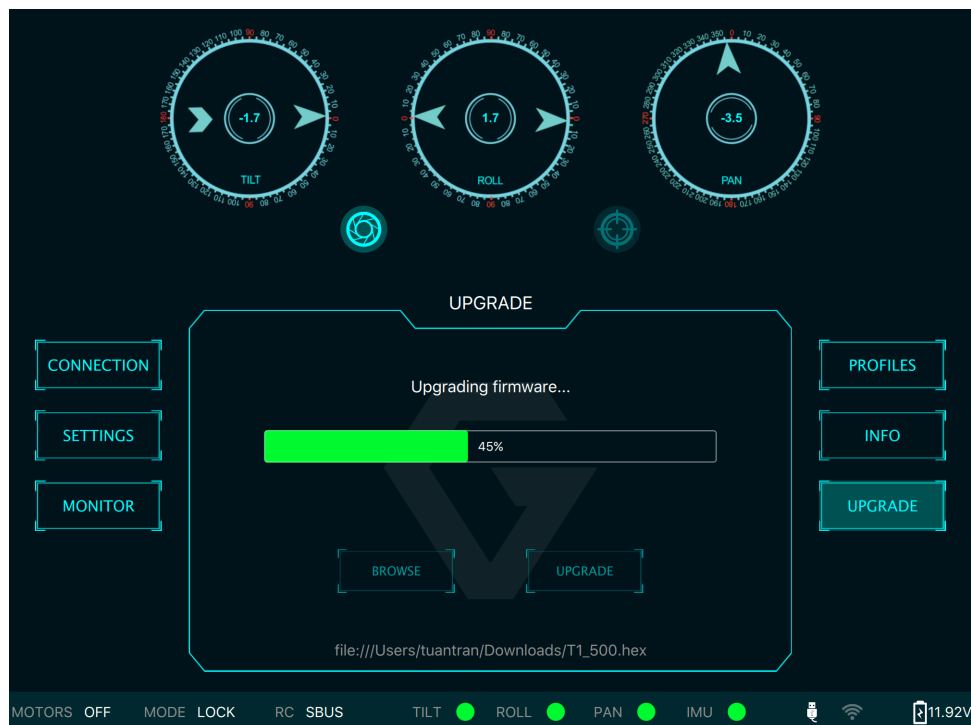 -1.7
TILT
1.7
ROLL
-3.5
PAN
UPGRADE
CONNECTION
SETTINGS
MONITOR
Upgrading firmware...
45%
BROWSE
UPGRADE
file:///Users/tuantran/Downloads/T1_500.hex
PROFILES
INFO
UPGRADE
MOTORS OFF MODE LOCK RC SBUS TILT ROLL PAN IMU 11.92V